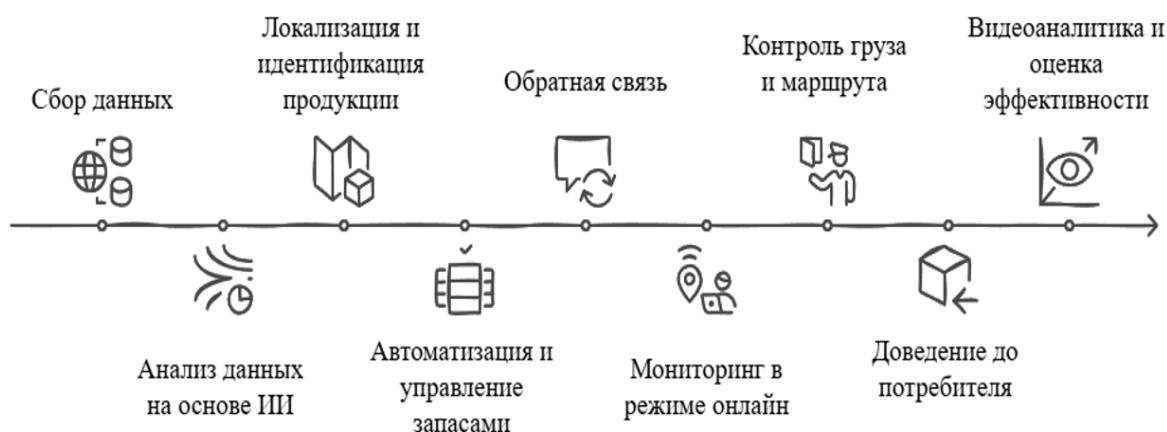 Сбор данных
Анализ данных
на основе ИИ
Локализация и
идентификация
продукции
Автоматизация и
управление
запасами
Обратная связь
Мониторинг в
режиме онлайн
Контроль груза
и маршрута
Доведение до
потребителя
Видеоаналитика и
оценка
эффективности